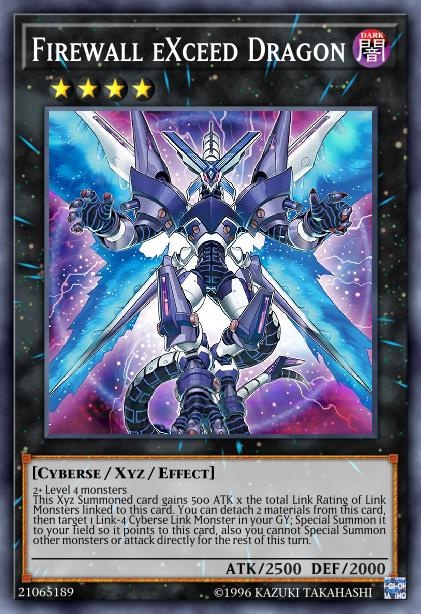 FIREWALL EXCEED DRAGON
DARK
闇
[CYBERSE / XYZ / EFFECT]
2+ Level 4 monsters
This Xyz Summoned card gains 500 ATK x the total Link Rating of Link
Monsters linked to this card. You can detach 2 materials from this card,
then target 1 Link-4 Cyberse Link Monster in your GY; Special Summon it
to your field so it points to this card, also you cannot Special Summon
other monsters or attack directly for the rest of this turn.
ATK/2500 DEF/2000
21065189
©1996 KAZUKI TAKAHASHI